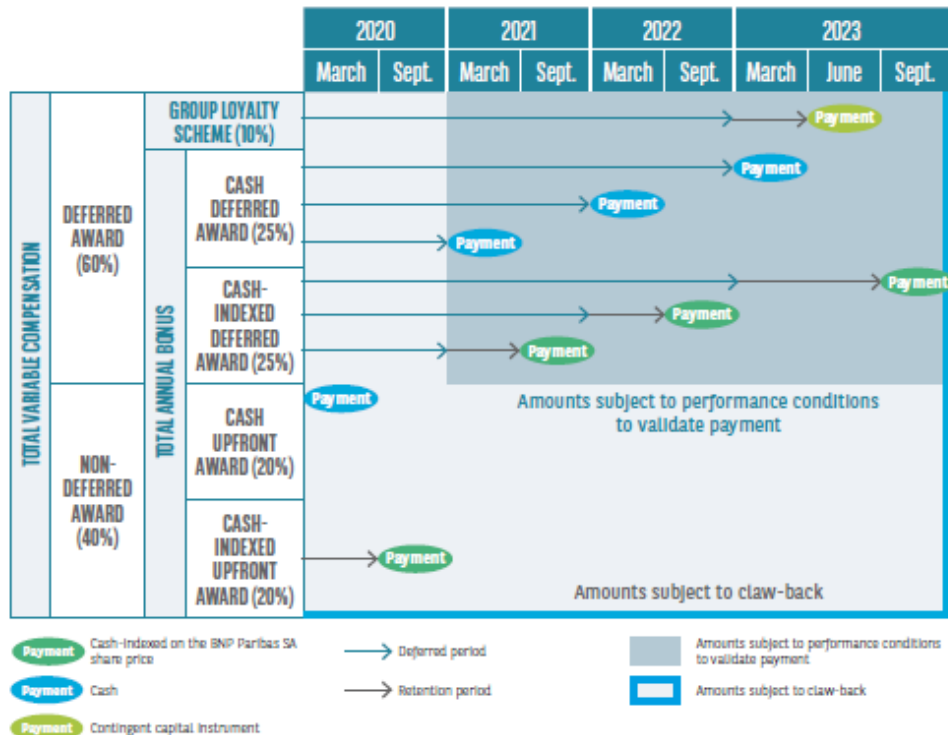 2020 2021 2022 2023
March Sept. March Sept. March Sept. March June Sept.
TOTAL VARIABLE COMPENSATION
DEFERRED
AWARD
(60%)
NON-
DEFERRED
AWARD
(40%)
TOTAL ANNUAL BONUS
GROUP LOYALTY
SCHEME (10%)
Payment
CASH
DEFERRED
AWARD (25%)
Payment
Payment
Payment
CASH-
INDEXED
DEFERRED
AWARD (25%)
Payment
Payment
Payment
CASH
UPFRONT
AWARD (20%)
Payment
Amounts subject to performance conditions
to validate payment
CASH-
INDEXED
UPFRONT
AWARD (20%)
Payment
Amounts subject to claw-back
Payment Cash-indexed on the BNP Paribas SA
share price
Payment Cash
Payment Contingent capital instrument
Deferred period
Retention period
Amounts subject to performance conditions
to validate payment
Amounts subject to claw-back